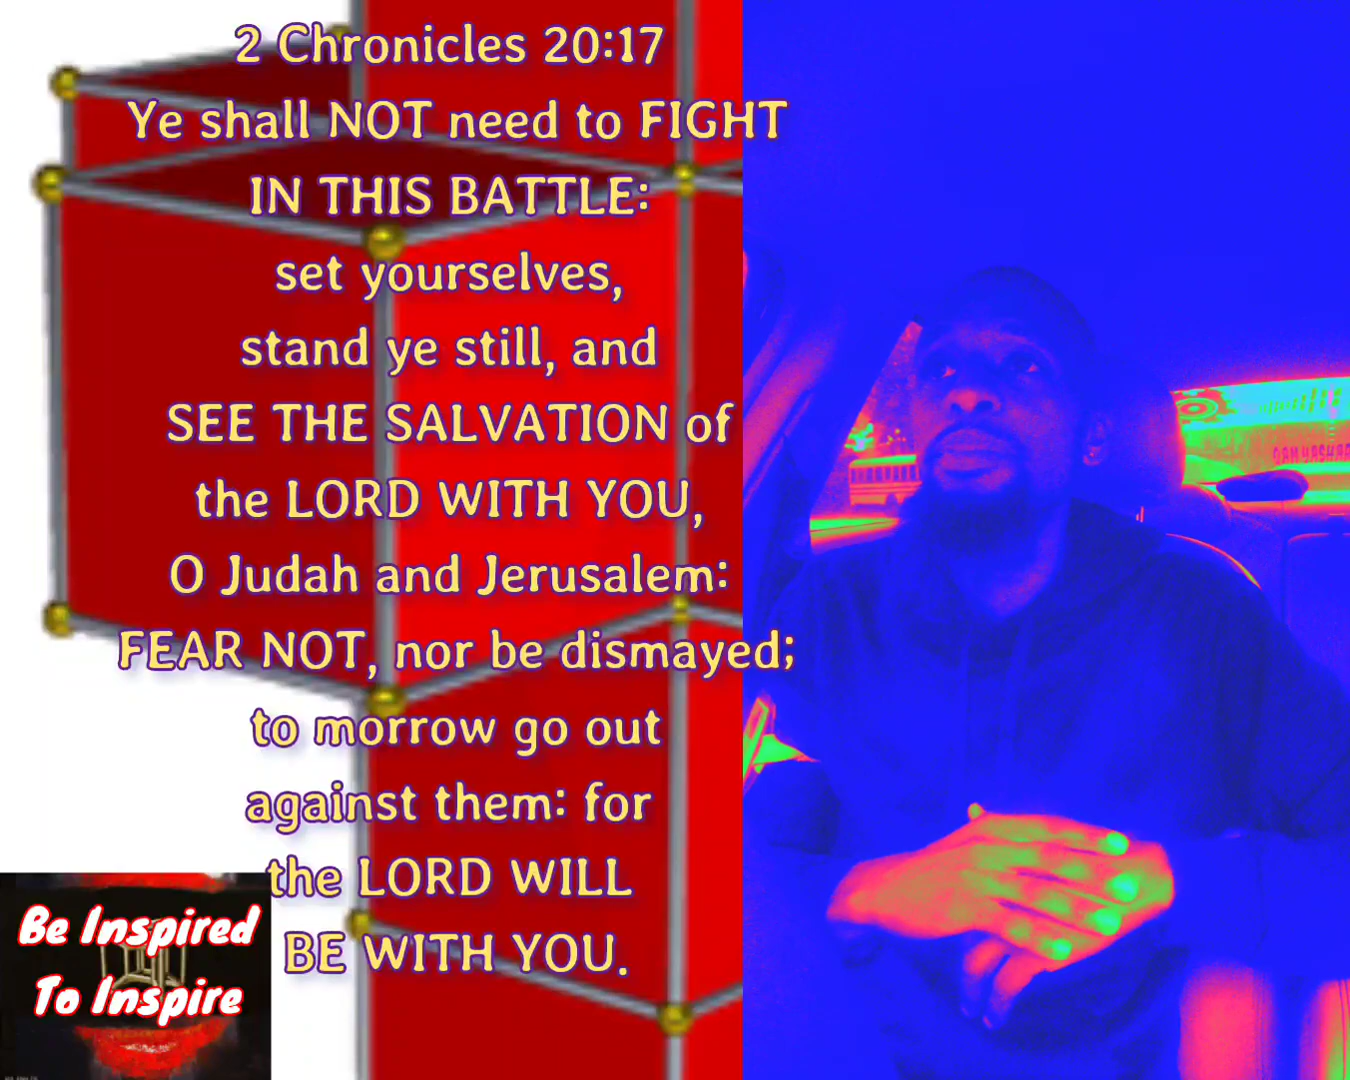 2 Chronicles 20:17
Ye shall NOT need to FIGHT
IN THIS BATTLE:
set yourselves,
stand ye still, and
SEE THE SALVATION of
the LORD WITH YOU,
O Judah and Jerusalem:
FEAR NOT, nor be dismayed;
to morrow go out
against them: for
the LORD WILL
BE WITH YOU.
Be Inspired
To Inspire